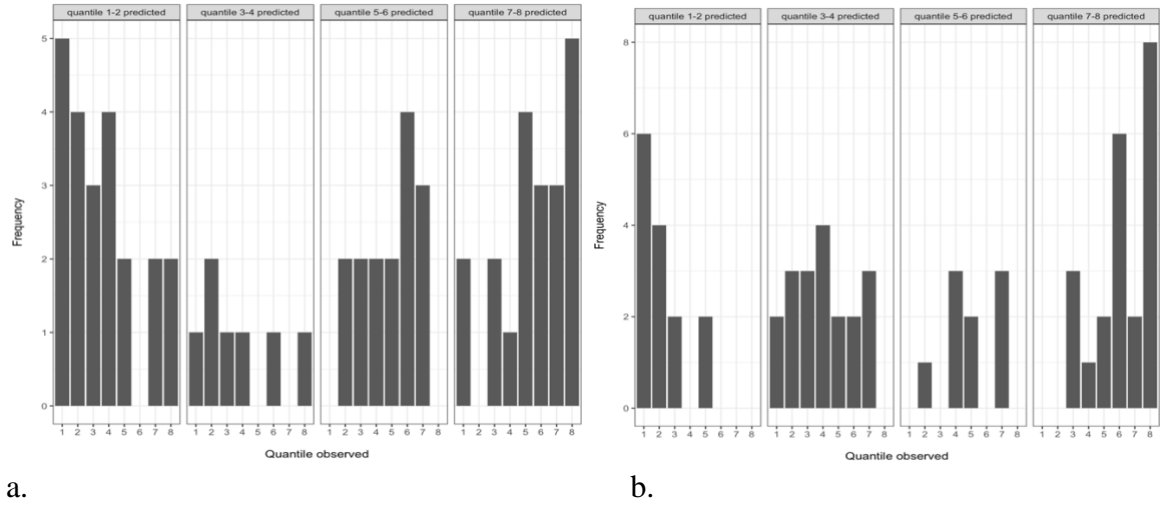 quantile 1-2 predicted quantile 3-4 predicted quantile 5-6 predicted quantile 7-8 predicted
5
4
3
2
1
0
Frequency
1 2 3 4 5 6 7 8 1 2 3 4 5 6 7 8 1 2 3 4 5 6 7 8 1 2 3 4 5 6 7 8
Quantile observed
a.
quantile 1-2 predicted quantile 3-4 predicted quantile 5-6 predicted quantile 7-8 predicted
8
6
4
2
0
Frequency
1 2 3 4 5 6 7 8 1 2 3 4 5 6 7 8 1 2 3 4 5 6 7 8 1 2 3 4 5 6 7 8
Quantile observed
b.